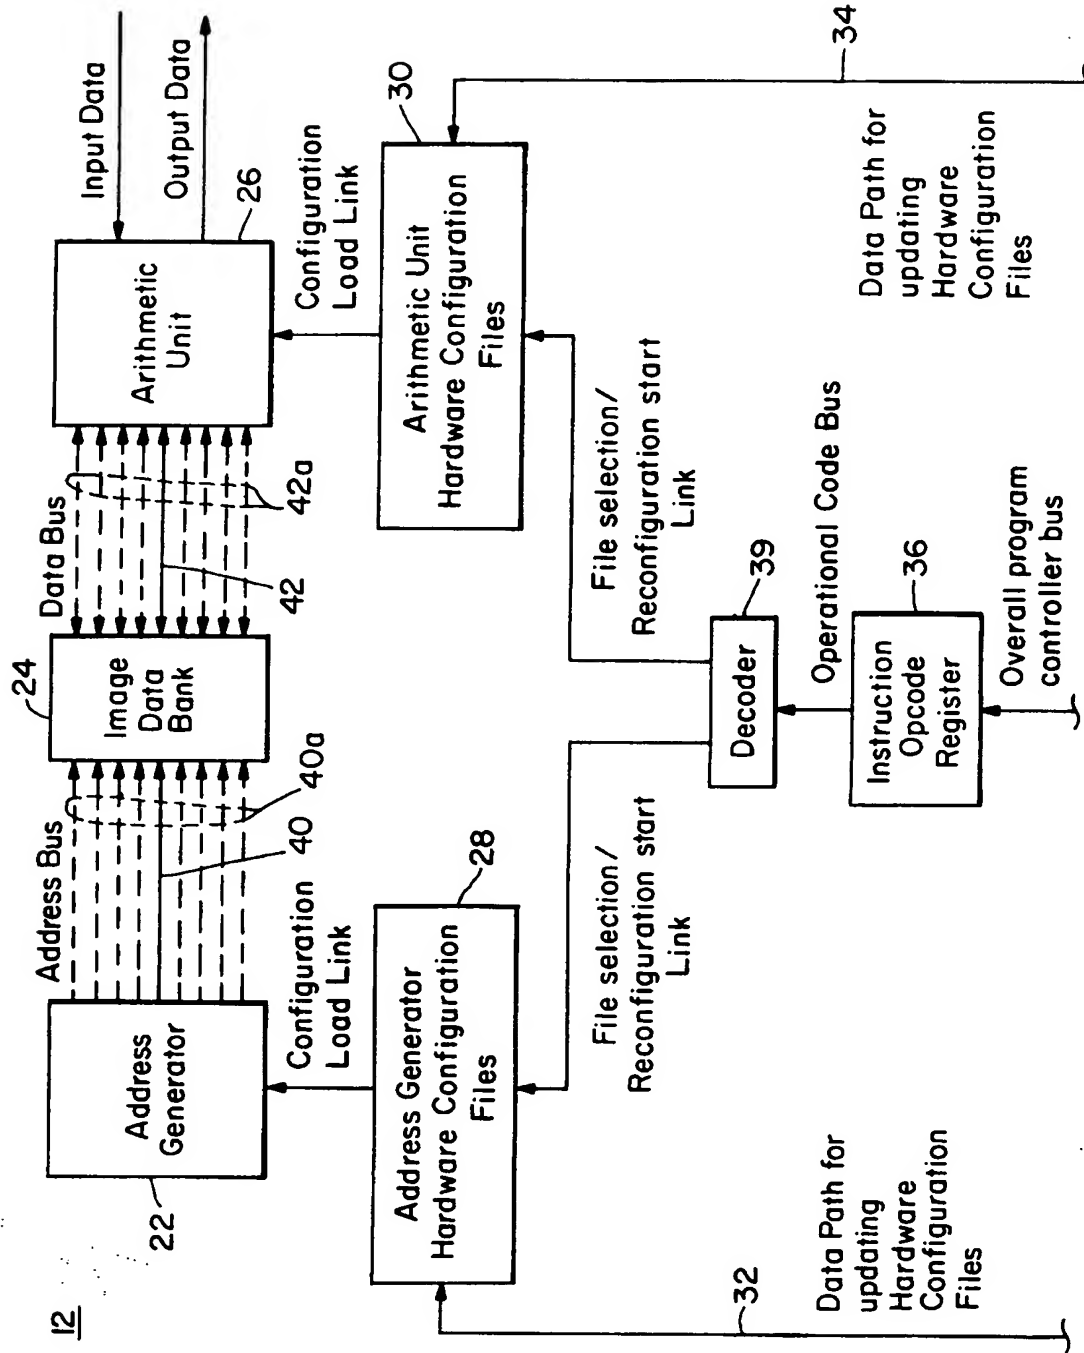 12
22
Address
Generator
Address Bus
40
40a
24
Image
Data
Bank
Data Bus
42
42a
Arithmetic
Unit
26
Input Data
Output Data
Configuration
Load Link
Configuration
Load Link
Address Generator
Hardware Configuration
Files
28
Arithmetic Unit
Hardware Configuration
Files
30
File selection/
Reconfiguration start
Link
File selection/
Reconfiguration start
Link
32
Data Path for
updating
Hardware
Configuration
Files
Decoder
39
Operational Code Bus
Instruction
Opcode
Register
36
Overall program
controller bus
34
Data Path for
updating
Hardware
Configuration
Files